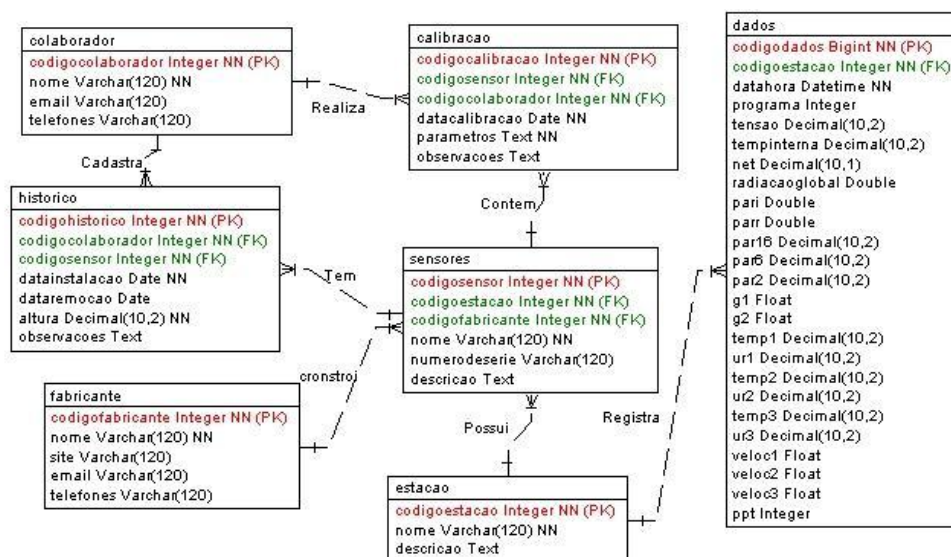 colaborador
codigocolaborador Integer NN (PK)
nome Varchar(120) NN
email Varchar(120)
telefones Varchar(120)
Realiza
calibracao
codigocalibracao Integer NN (PK)
codigosensor Integer NN (FK)
codigocolaborador Integer NN (FK)
datacalibracao Date NN
parametros Text NN
observacoes Text
Cadastra
Contem
historico
codigohistorico Integer NN (PK)
codigocolaborador Integer NN (FK)
codigosensor Integer NN (FK)
datainstalacao Date NN
dataremocao Date
altura Decimal(10,2) NN
observacoes Text
Tem
sensores
codigosensor Integer NN (PK)
codigoestacao Integer NN (FK)
codigofabricante Integer NN (FK)
nome Varchar(120) NN
numerodeserie Varchar(120)
descricao Text
cronstroi
fabricante
codigofabricante Integer NN (PK)
nome Varchar(120) NN
site Varchar(120)
email Varchar(120)
telefones Varchar(120)
Possui
Registra
estacao
codigoestacao Integer NN (PK)
nome Varchar(120) NN
descricao Text
dados
codigodados Bigint NN (PK)
codigoestacao Integer NN (FK)
datahora Datetime NN
programa Integer
tensao Decimal(10,2)
tempinterna Decimal(10,2)
net Decimal(10,1)
radiacaoglobal Double
pari Double
parr Double
par16 Decimal(10,2)
par6 Decimal(10,2)
par2 Decimal(10,2)
g1 Float
g2 Float
temp1 Decimal(10,2)
ur1 Decimal(10,2)
temp2 Decimal(10,2)
ur2 Decimal(10,2)
temp3 Decimal(10,2)
ur3 Decimal(10,2)
veloc1 Float
veloc2 Float
veloc3 Float
ppt Integer